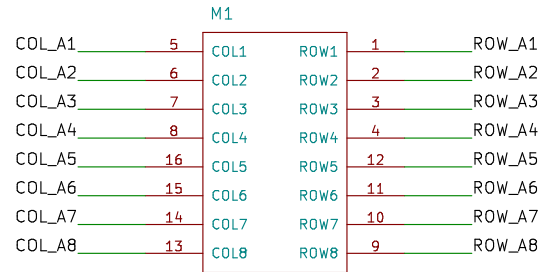 M1
COL_A1 5 COL1 ROW1 1 ROW_A1
COL_A2 6 COL2 ROW2 2 ROW_A2
COL_A3 7 COL3 ROW3 3 ROW_A3
COL_A4 8 COL4 ROW4 4 ROW_A4
COL_A5 16 COL5 ROW5 12 ROW_A5
COL_A6 15 COL6 ROW6 11 ROW_A6
COL_A7 14 COL7 ROW7 10 ROW_A7
COL_A8 13 COL8 ROW8 9 ROW_A8